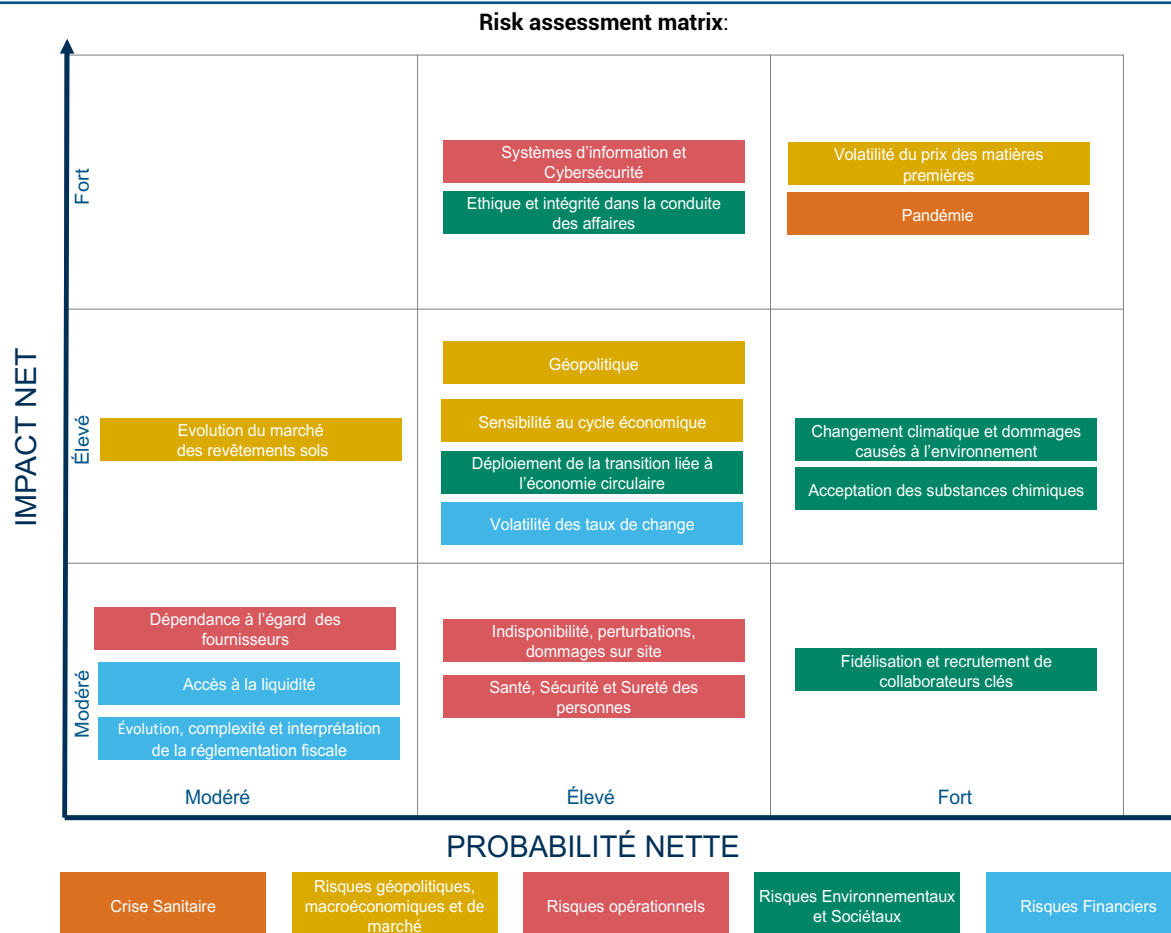 Risk assessment matrix:
IMPACT NET
Fort
Systèmes d'information et
Cybersécurité
Ethique et intégrité dans la conduite
des affaires
Volatilité du prix des matières
premières
Pandémie
Élevé
Evolution du marché
des revêtements sols
Géopolitique
Sensibilité au cycle économique
Déploiement de la transition liée à
l'économie circulaire
Volatilité des taux de change
Changement climatique et dommages
causés à l'environnement
Acceptation des substances chimiques
Modéré
Dépendance à l'égard des
fournisseurs
Accès à la liquidité
Évolution, complexité et interprétation
de la réglementation fiscale
Indisponibilité, perturbations,
dommages sur site
Santé, Sécurité et Sureté des
personnes
Fidélisation et recrutement de
collaborateurs clés
Modéré
Élevé
Fort
PROBABILITÉ NETTE
Crise Sanitaire
Risques géopolitiques,
macroéconomiques et de
marché
Risques opérationnels
Risques Environnementaux
et Sociétaux
Risques Financiers